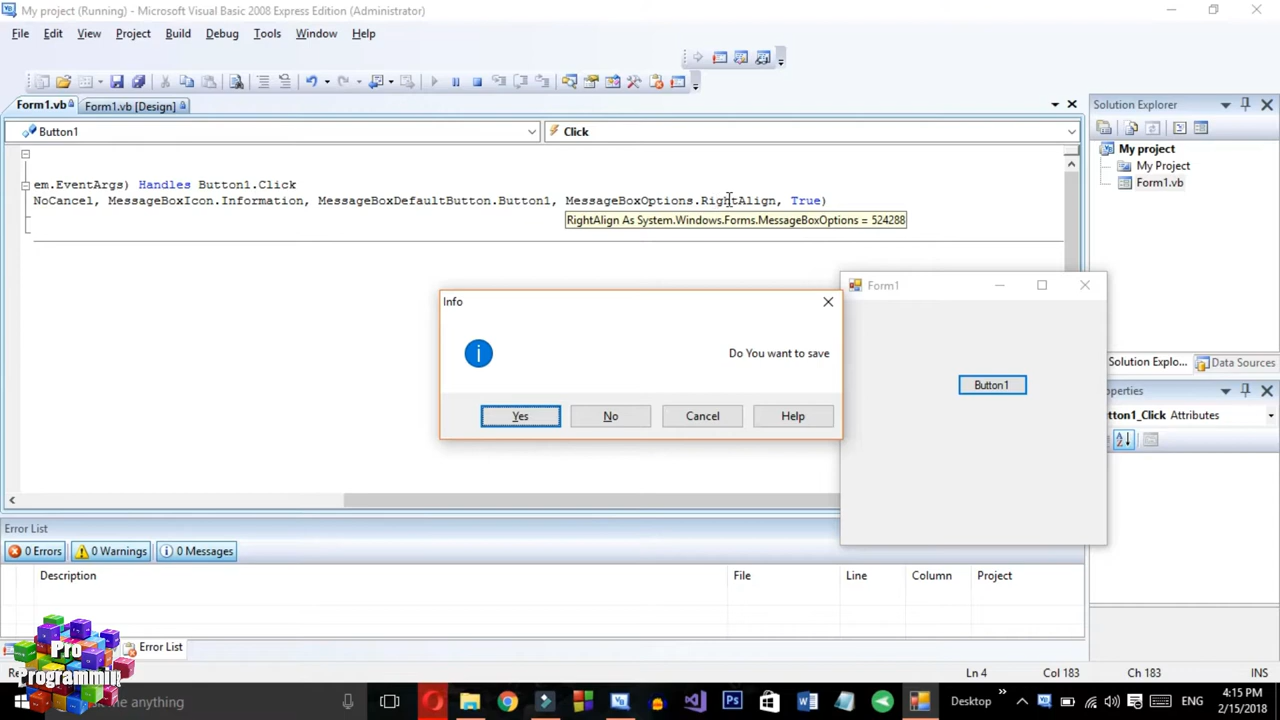 My project (Running) - Microsoft Visual Basic 2008 Express Edition (Administrator)
File Edit View Project Build Debug Tools Window Help
Form1.vb Form1.vb [Design]
Button1 Click
em.EventArgs) Handles Button1.Click
NoCancel, MessageBoxIcon.Information, MessageBoxDefaultButton.Button1, MessageBoxOptions.RightAlign, True)
RightAlign As System.Windows.Forms.MessageBoxOptions = 524288
Solution Explorer
My project
My Project
Form1.vb
Info
Do You want to save
Yes No Cancel Help
Form1
Button1
Solution Explo... Data Sources
operties
tton1_Click Attributes
Error List
0 Errors 0 Warnings 0 Messages
Description File Line Column Project
Error List
Ln 4 Col 183 Ch 183 INS
Pro
Programmik
me anything
Desktop
ENG
4:15 PM
2/15/2018